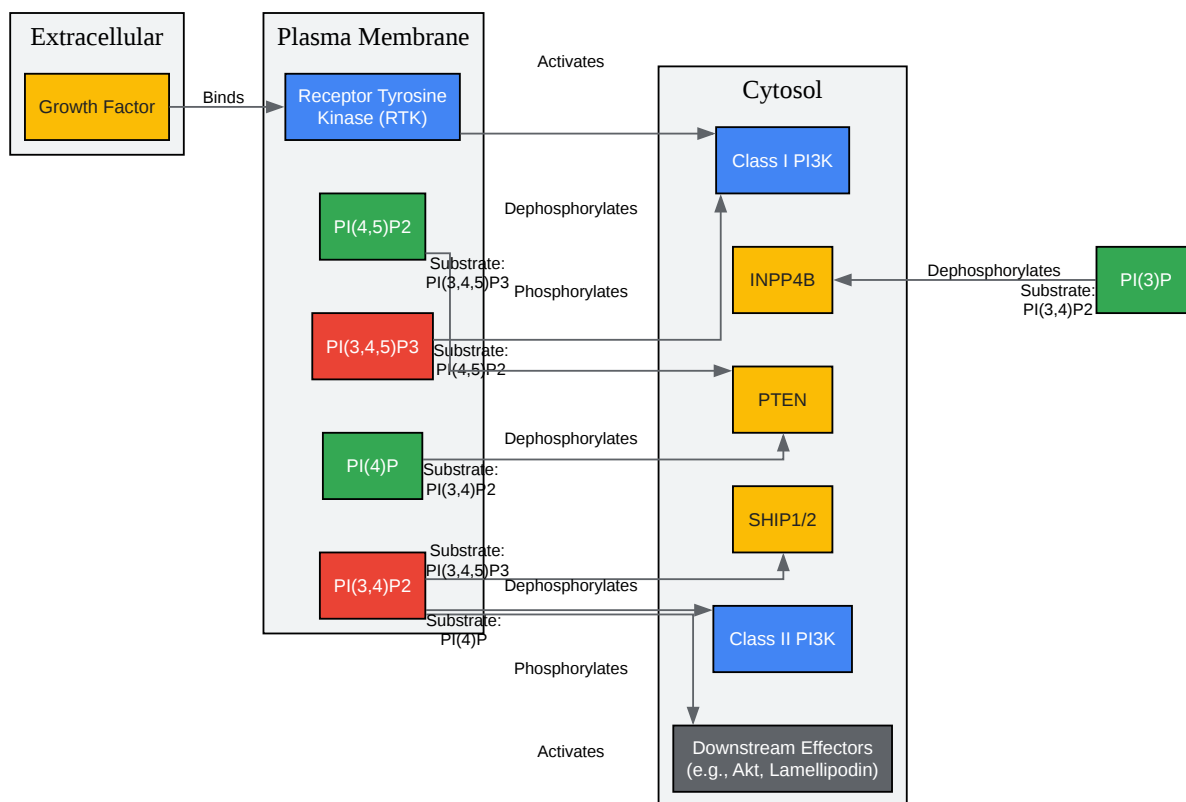 Extracellular
Growth Factor
Binds
Plasma Membrane
Receptor Tyrosine
Kinase (RTK)
Activates
Cytosol
Class I PI3K
PI(4,5)P2
Dephosphorylates
Substrate:
PI(3,4,5)P3
Phosphorylates
INPP4B
Dephosphorylates
Substrate:
PI(3,4)P2
PI(3)P
PI(3,4,5)P3
Substrate:
PI(4,5)P2
PTEN
PI(4)P
Dephosphorylates
Substrate:
PI(3,4)P2
SHIP1/2
PI(3,4)P2
Substrate:
PI(3,4,5)P3
Dephosphorylates
Substrate:
PI(4)P
Class II PI3K
Phosphorylates
Activates
Downstream Effectors
(e.g., Akt, Lamellipodin)